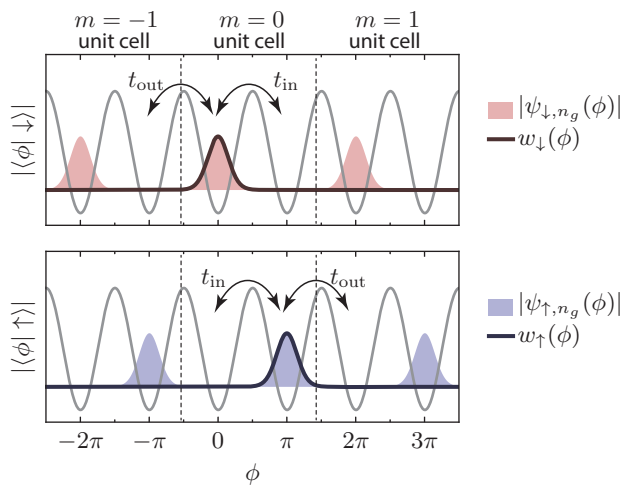 m = −1 m = 0 m = 1
unit cell unit cell unit cell
|⟨ϕ| ↓⟩|
t_out t_in
|ψ_{↓,n_g}(ϕ)|
w_↓(ϕ)
|⟨ϕ| ↑⟩|
t_in t_out
|ψ_{↑,n_g}(ϕ)|
w_↑(ϕ)
−2π −π 0 π 2π 3π
ϕ